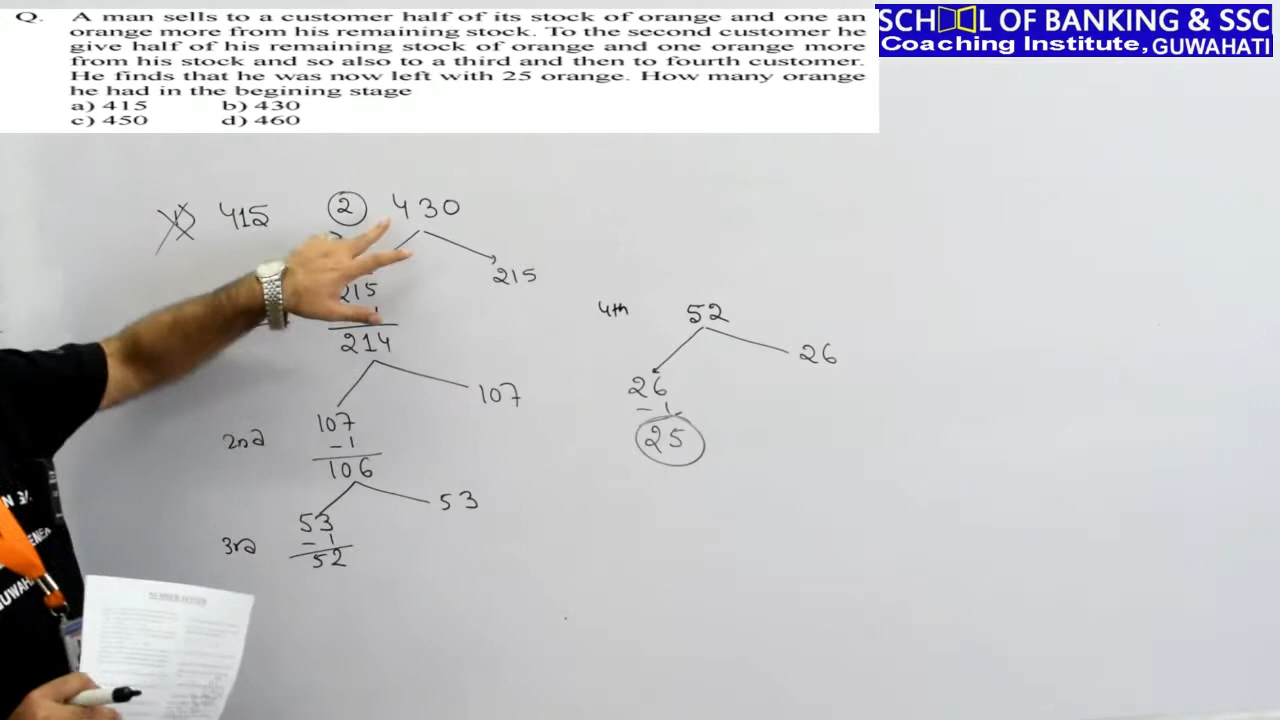 Q. A man sells to a customer half of its stock of orange and one an
orange more from his remaining stock. To the second customer he
give half of his remaining stock of orange and one orange more
from his stock and so also to a third and then to fourth customer.
He finds that he was now left with 25 orange. How many orange
he had in the begining stage
a) 415 b) 430
c) 450 d) 460
SCHOOL OF BANKING & SSC
Coaching Institute, GUWAHATI
415
2 430
215
215
214
107
2nd 107
-1
106
53
3rd 53
-1
52
4th 52
26
26
-1
25
NUMBER SYSTEM